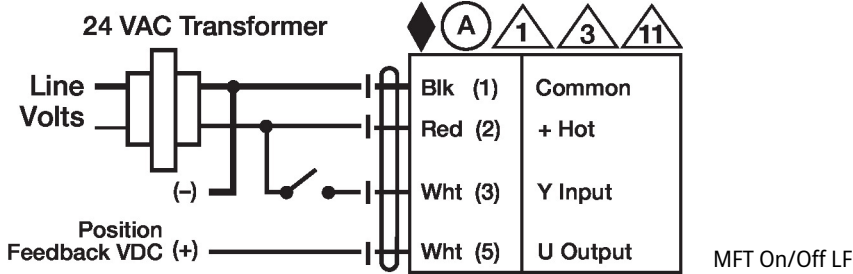 24 VAC Transformer
A 1 3 11
Line Volts
Blk (1) Common
Red (2) + Hot
(–) Wht (3) Y Input
Position
Feedback VDC (+) Wht (5) U Output
MFT On/Off LF